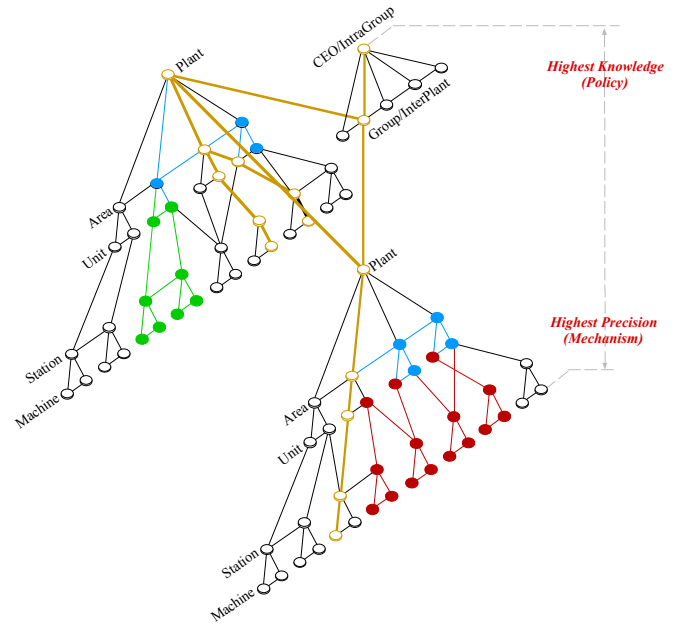 CEO/IntraGroup
Plant
Highest Knowledge
(Policy)
Group/InterPlant
Area
Unit
Plant
Highest Precision
(Mechanism)
Station
Machine
Area
Unit
Station
Machine